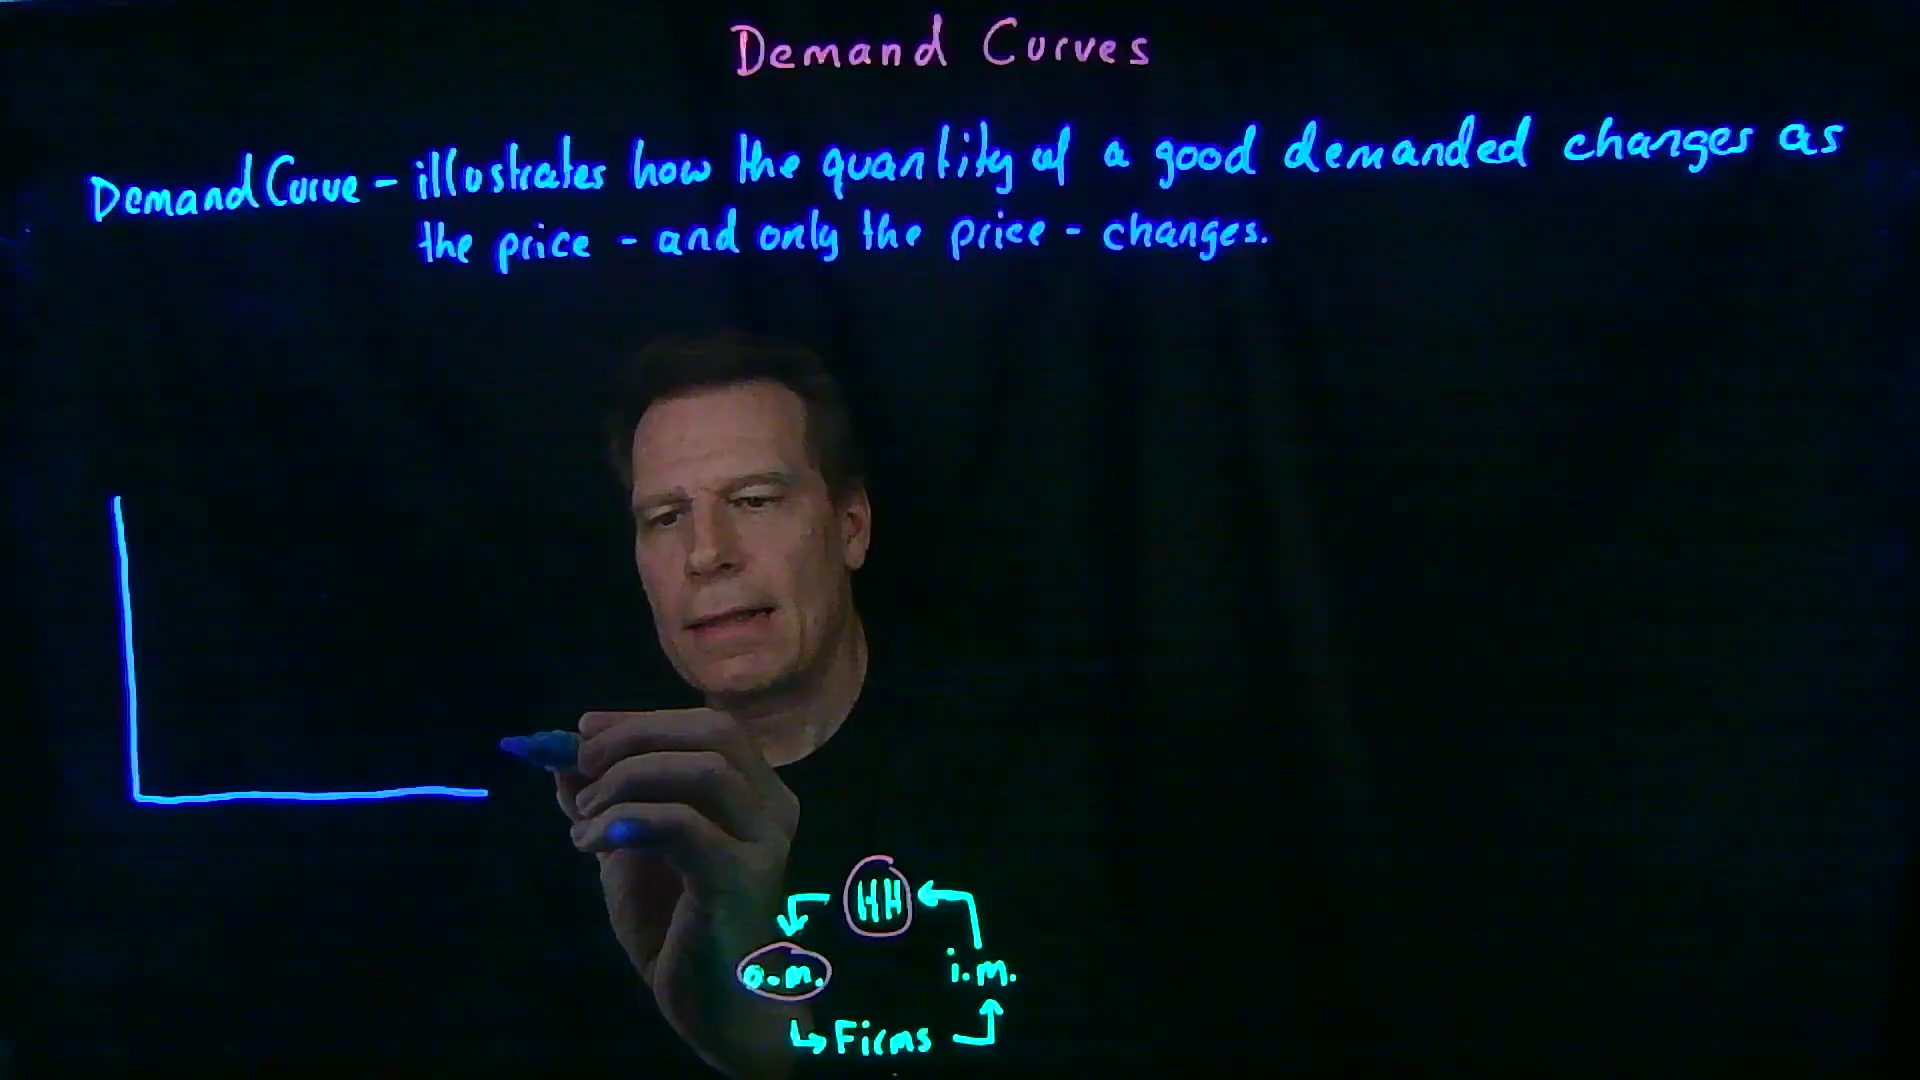 Demand Curves
Demand Curve - illustrates how the quantity of a good demanded changes as
the price - and only the price - changes.
HH
o.m. i.m.
Firms